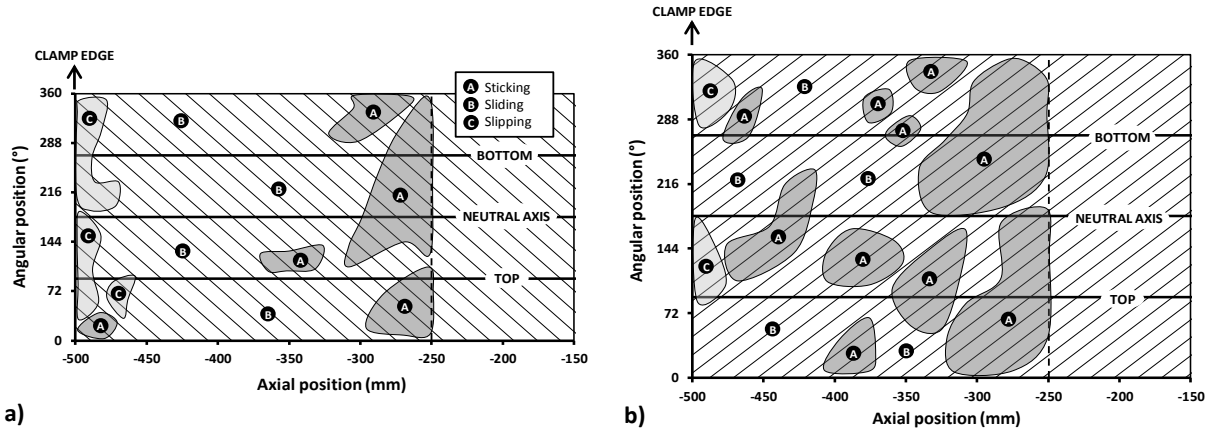 CLAMP EDGE
360
288
216
144
72
0
Angular position (°)
-500
-450
-400
-350
-300
-250
-200
-150
Axial position (mm)
A Sticking
B Sliding
C Slipping
BOTTOM
NEUTRAL AXIS
TOP
C
B
A
B
A
C
B
A
C
B
A
A
a)
CLAMP EDGE
360
288
216
144
72
0
Angular position (°)
-500
-450
-400
-350
-300
-250
-200
-150
Axial position (mm)
BOTTOM
NEUTRAL AXIS
TOP
A
B
C
A
A
A
A
B
B
A
A
C
A
A
A
B
A
B
b)